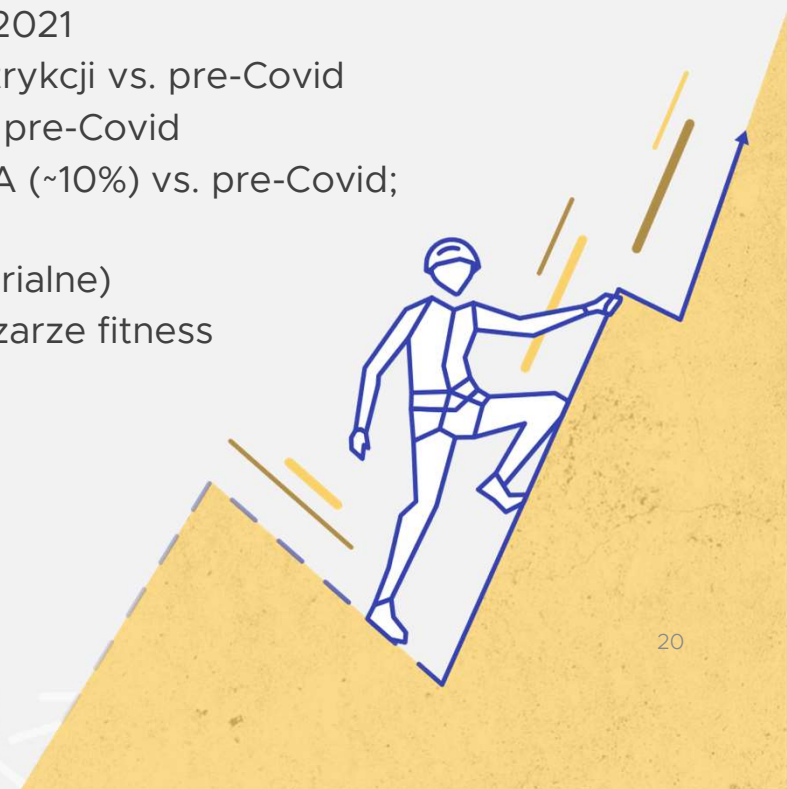 2021
rykcji vs. pre-Covid
pre-Covid
A (~10%) vs. pre-Covid;
rialne)
zarze fitness
20